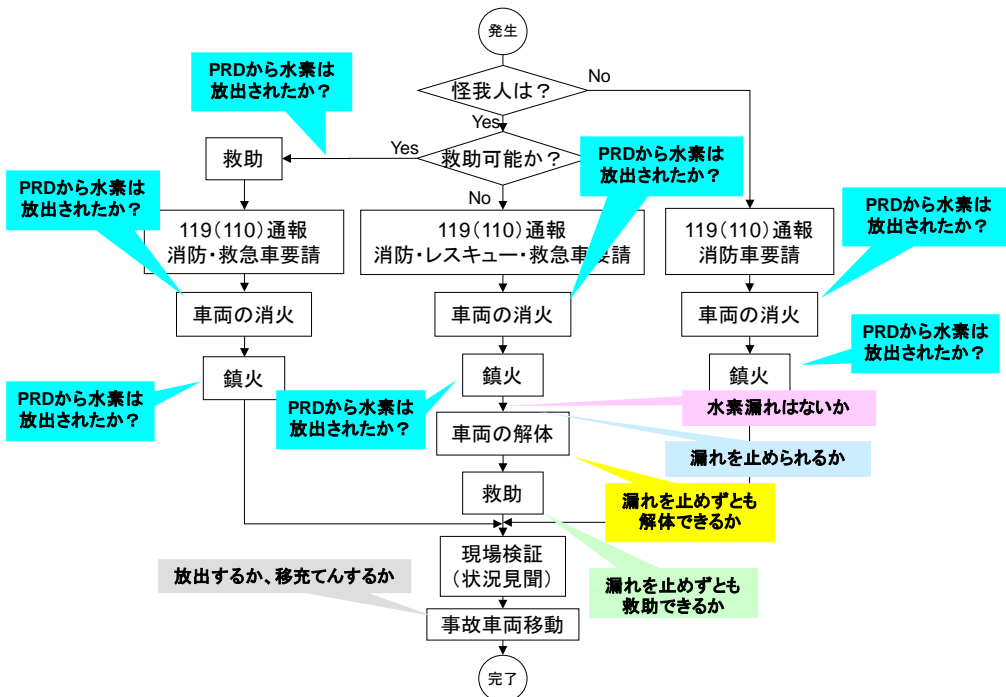 発生
PRDから水素は
放出されたか？
怪我人は？
No
Yes
救助
Yes
救助可能か？
PRDから水素は
放出されたか？
PRDから水素は
放出されたか？
No
119（110）通報
消防・救急車要請
119（110）通報
消防・レスキュー・救急車要請
119（110）通報
消防車要請
PRDから水素は
放出されたか？
車両の消火
車両の消火
車両の消火
PRDから水素は
放出されたか？
鎮火
鎮火
鎮火
PRDから水素は
放出されたか？
PRDから水素は
放出されたか？
水素漏れはないか
車両の解体
漏れを止められるか
救助
漏れを止めずとも
解体できるか
現場検証
（状況見聞）
放出するか、移充てんするか
漏れを止めずとも
救助できるか
事故車両移動
完了